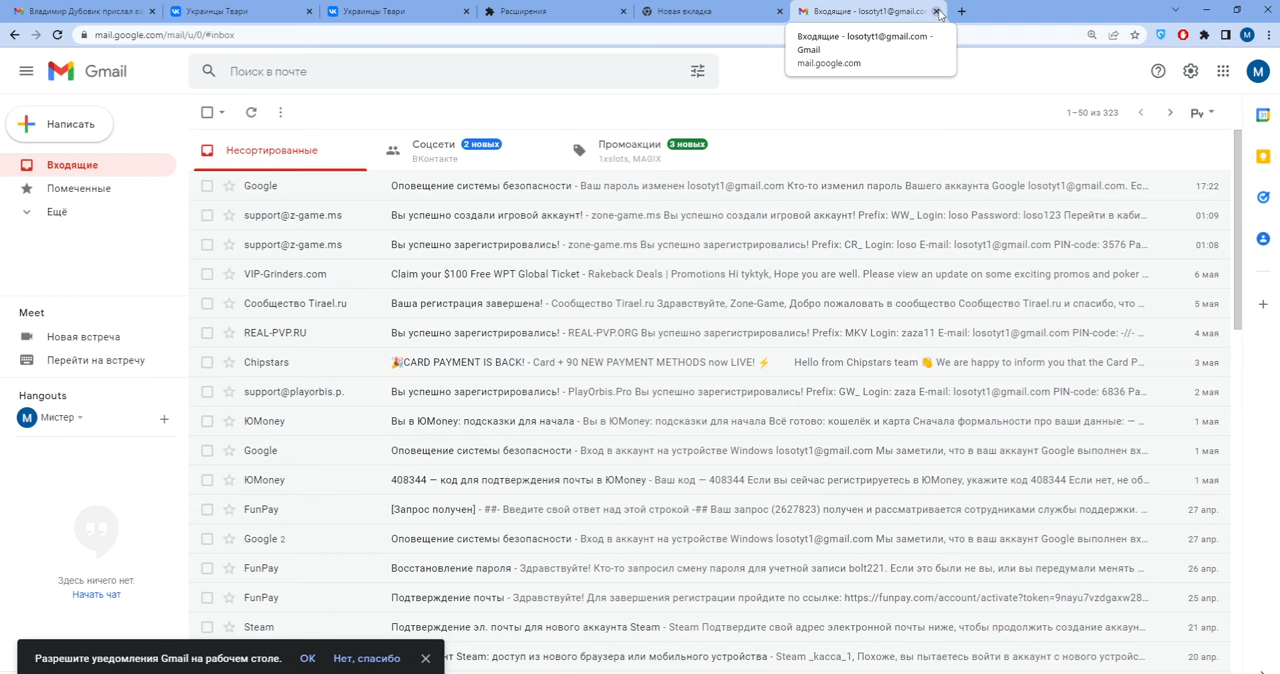 Владимир Дубовик прислал в
Украинцы Твари
Украинцы Твари
Расширения
Новая вкладка
Входящие - losotyt1@gmail.com
mail.google.com/mail/u/0/#inbox
M
Входящие - losotyt1@gmail.com -
Gmail
mail.google.com
Gmail
Поиск в почте
M
Написать
1–50 из 323
Несортированные
Соцсети 2 новых
ВКонтакте
Промоакции 3 новых
1xslots, MAGIX
Входящие
Помеченные
Ещё
Google Оповещение системы безопасности - Ваш пароль изменен losotyt1@gmail.com Кто-то изменил пароль Вашего аккаунта Google losotyt1@gmail.com. Ес… 17:22
support@z-game.ms Вы успешно создали игровой аккаунт! - zone-game.ms Вы успешно создали игровой аккаунт! Prefix: WW_ Login: loso Password: loso123 Перейти в каби… 01:09
support@z-game.ms Вы успешно зарегистрировались! - zone-game.ms Вы успешно зарегистрировались! Prefix: CR_ Login: loso E-mail: losotyt1@gmail.com PIN-code: 3576 Pa… 01:08
VIP-Grinders.com Claim your $100 Free WPT Global Ticket - Rakeback Deals | Promotions Hi tyktyk, Hope you are well. Please view an update on some exciting promos and poker … 6 мая
Сообщество Tirael.ru Ваша регистрация завершена! - Сообщество Tirael.ru Здравствуйте, Zone-Game, Добро пожаловать в сообщество Сообщество Tirael.ru и спасибо, что … 5 мая
REAL-PVP.RU Вы успешно зарегистрировались! - REAL-PVP.ORG Вы успешно зарегистрировались! Prefix: MKV Login: zaza11 E-mail: losotyt1@gmail.com PIN-code: -//- … 4 мая
Chipstars 🎉CARD PAYMENT IS BACK! - Card + 90 NEW PAYMENT METHODS now LIVE! ⚡ Hello from Chipstars team 👋 We are happy to inform you that the Card P… 3 мая
support@playorbis.p. Вы успешно зарегистрировались! - PlayOrbis.Pro Вы успешно зарегистрировались! Prefix: GW_ Login: zaza E-mail: losotyt1@gmail.com PIN-code: 6836 Pa… 2 мая
ЮMoney Вы в ЮMoney: подсказки для начала - Вы в ЮMoney: подсказки для начала Всё готово: кошелёк и карта Сначала формальности про ваши данные: — … 1 мая
Google Оповещение системы безопасности - Вход в аккаунт на устройстве Windows losotyt1@gmail.com Мы заметили, что в ваш аккаунт Google выполнен вх… 1 мая
ЮMoney 408344 — код для подтверждения почты в ЮMoney - Ваш код — 408344 Если вы сейчас регистрируетесь в ЮMoney, укажите код 408344 Если нет, не об… 1 мая
FunPay [Запрос получен] - ##- Введите свой ответ над этой строкой -## Ваш запрос (2627823) получен и рассматривается сотрудниками службы поддержки. … 27 апр.
Google 2 Оповещение системы безопасности - Вход в аккаунт на устройстве Windows losotyt1@gmail.com Мы заметили, что в ваш аккаунт Google выполнен вх… 27 апр.
FunPay Восстановление пароля - Здравствуйте! Кто-то запросил смену пароля для учетной записи bolt221. Если это были не вы, или вы передумали менять … 26 апр.
FunPay Подтверждение почты - Здравствуйте! Для завершения регистрации пройдите по ссылке: https://funpay.com/account/activate?token=9nayu7vzdgaxw28… 25 апр.
Steam Подтверждение эл. почты для нового аккаунта Steam - Steam Подтвердите свой адрес электронной почты ниже, чтобы продолжить создание аккаун… 21 апр.
нт Steam: доступ из нового браузера или мобильного устройства - Steam _kacca_1, Похоже, вы пытаетесь войти в аккаунт с нового устройс… 20 апр.
Meet
Новая встреча
Перейти на встречу
Hangouts
M Мистер
Здесь ничего нет.
Начать чат
Разрешите уведомления Gmail на рабочем столе. ОК Нет, спасибо